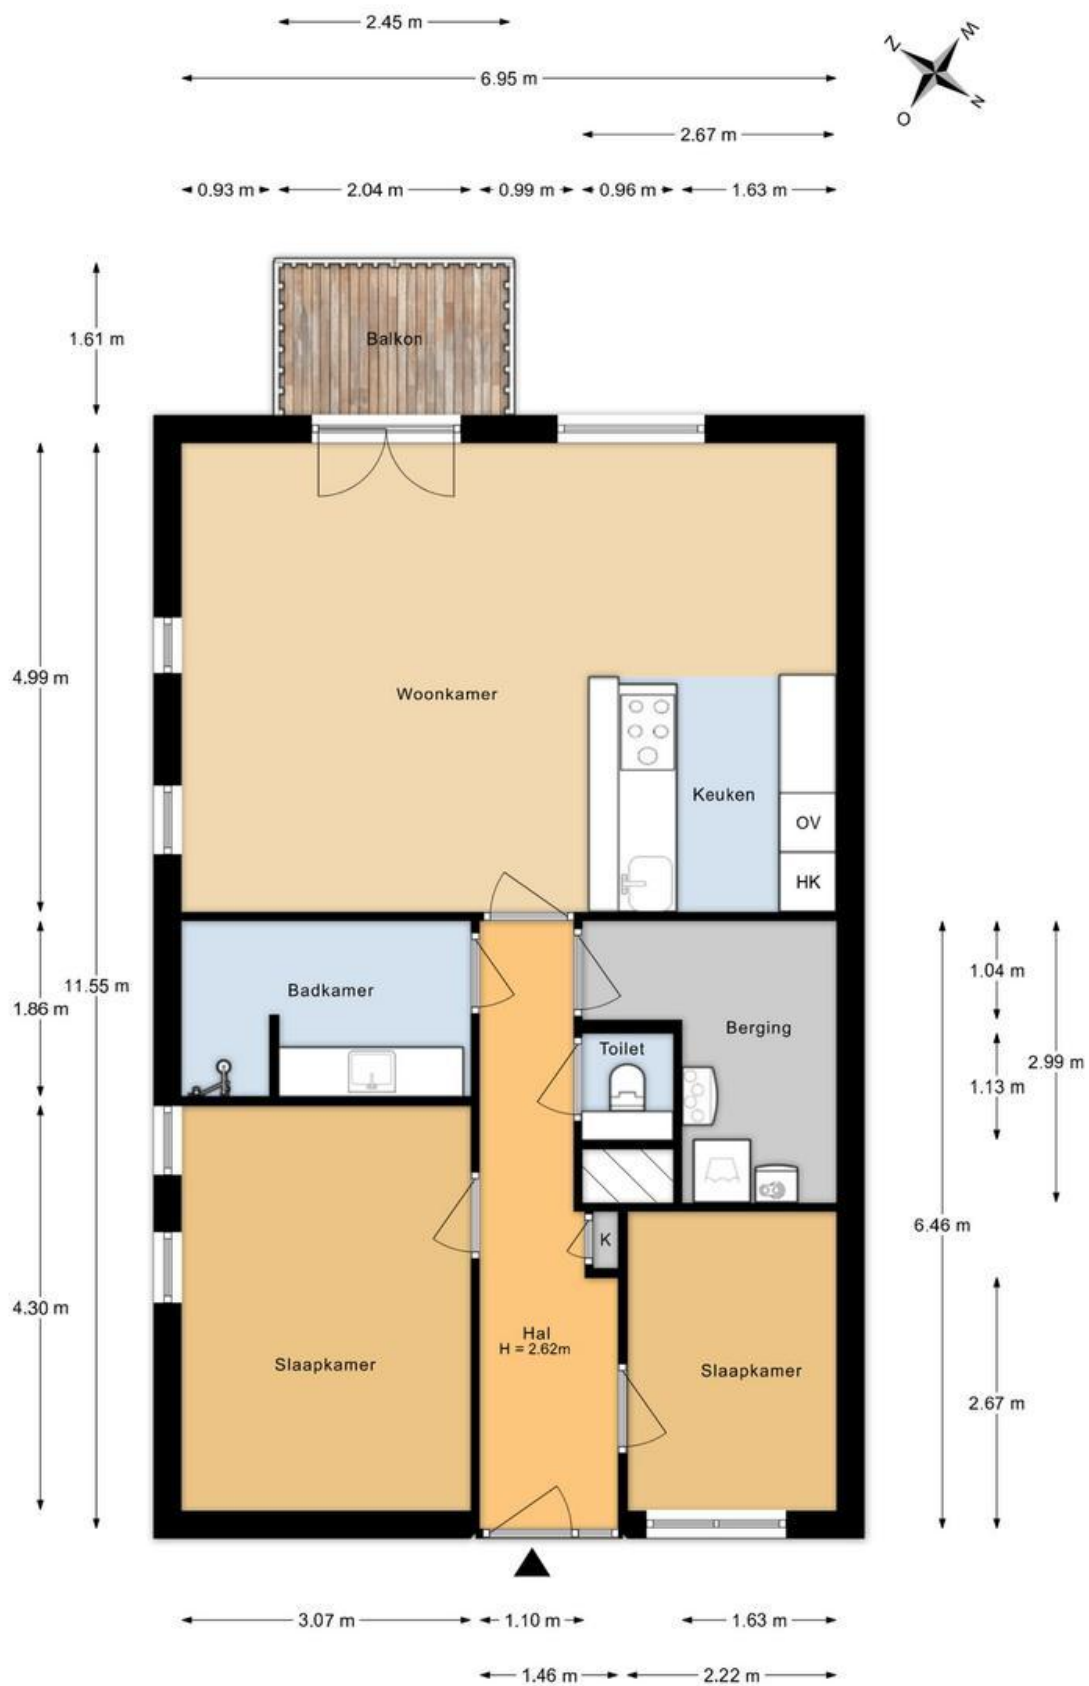 2.45 m
Z
W
O
N
6.95 m
2.67 m
0.93 m
2.04 m
0.99 m
0.96 m
1.63 m
1.61 m
Balkon
4.99 m
Woonkamer
Keuken
OV
HK
11.55 m
1.86 m
Badkamer
Berging
Toilet
1.04 m
1.13 m
2.99 m
6.46 m
K
4.30 m
Slaapkamer
Hal
H = 2.62m
Slaapkamer
2.67 m
3.07 m
1.10 m
1.63 m
1.46 m
2.22 m